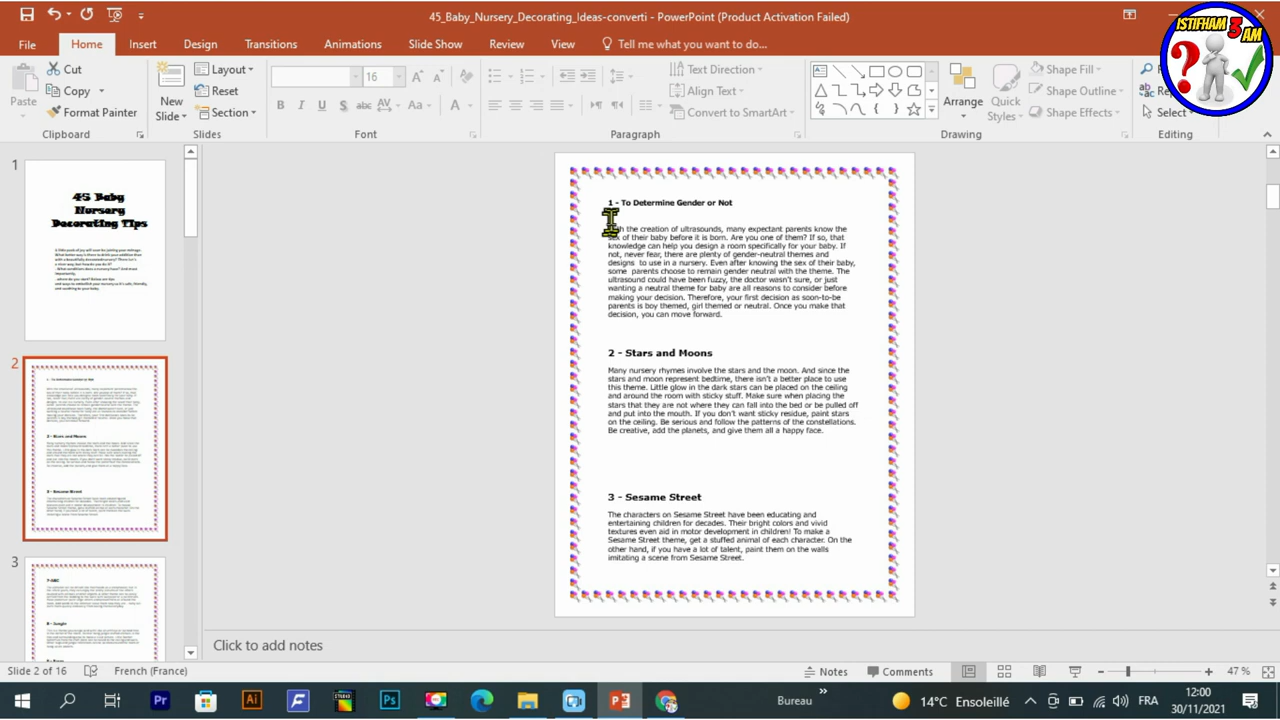 45_Baby_Nursery_Decorating_Ideas-converti - PowerPoint (Product Activation Failed)
ISTIFHAM 3 AM
File Home Insert Design Transitions Animations Slide Show Review View Tell me what you want to do...
Paste
Cut
Copy
Format Painter
Clipboard
New Slide
Layout
Reset
Section
Slides
16
Font
Text Direction
Align Text
Convert to SmartArt
Paragraph
Arrange
Quick Styles
Shape Fill
Shape Outline
Shape Effects
Drawing
Select
Editing
1
45 Baby
Nursery
Decorating Tips
2
3
1 - To Determine Gender or Not
the creation of ultrasounds, many expectant parents know the
sex of their baby before it is born. Are you one of them? If so, that
knowledge can help you design a room specifically for your baby. If
not, never fear, there are plenty of gender-neutral themes and
designs to use in a nursery. Even after knowing the sex of their baby,
some parents choose to remain gender neutral with the theme. The
ultrasound could have been fuzzy, the doctor wasn't sure, or just
wanting a neutral theme for baby are all reasons to consider before
making your decision. Therefore, your first decision as soon-to-be
parents is boy themed, girl themed or neutral. Once you make that
decision, you can move forward.
2 - Stars and Moons
Many nursery rhymes involve the stars and the moon. And since the
stars and moon represent bedtime, there isn't a better place to use
this theme. Little glow in the dark stars can be placed on the ceiling
and around the room with sticky stuff. Make sure when placing the
stars that they are not where they can fall into the bed or be pulled off
and put into the mouth. If you don't want sticky residue, paint stars
on the ceiling. Be serious and follow the patterns of the constellations.
Be creative, add the planets, and give them all a happy face.
3 - Sesame Street
The characters on Sesame Street have been educating and
entertaining children for decades. Their bright colors and vivid
textures even aid in motor development in children! To make a
Sesame Street theme, get a stuffed animal of each character. On the
other hand, if you have a lot of talent, paint them on the walls
imitating a scene from Sesame Street.
Click to add notes
Slide 2 of 16 French (France) Notes Comments 47 %
Bureau 14°C Ensoleillé FRA 12:00
30/11/2021